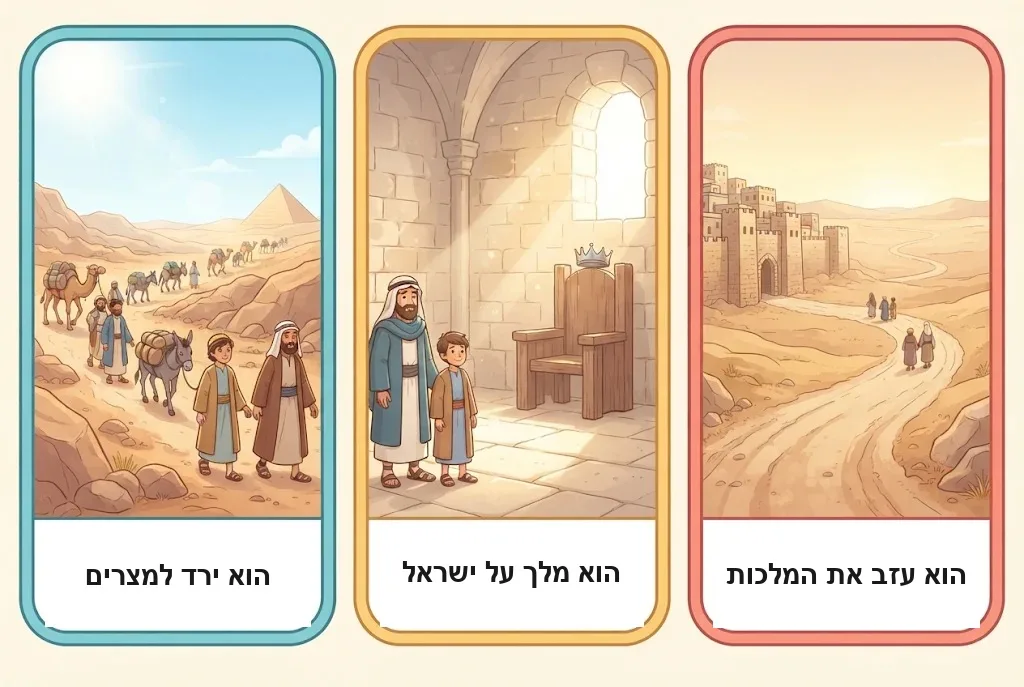 הוא עזב את המלכות
הוא מלך על ישראל
הוא ירד למצרים